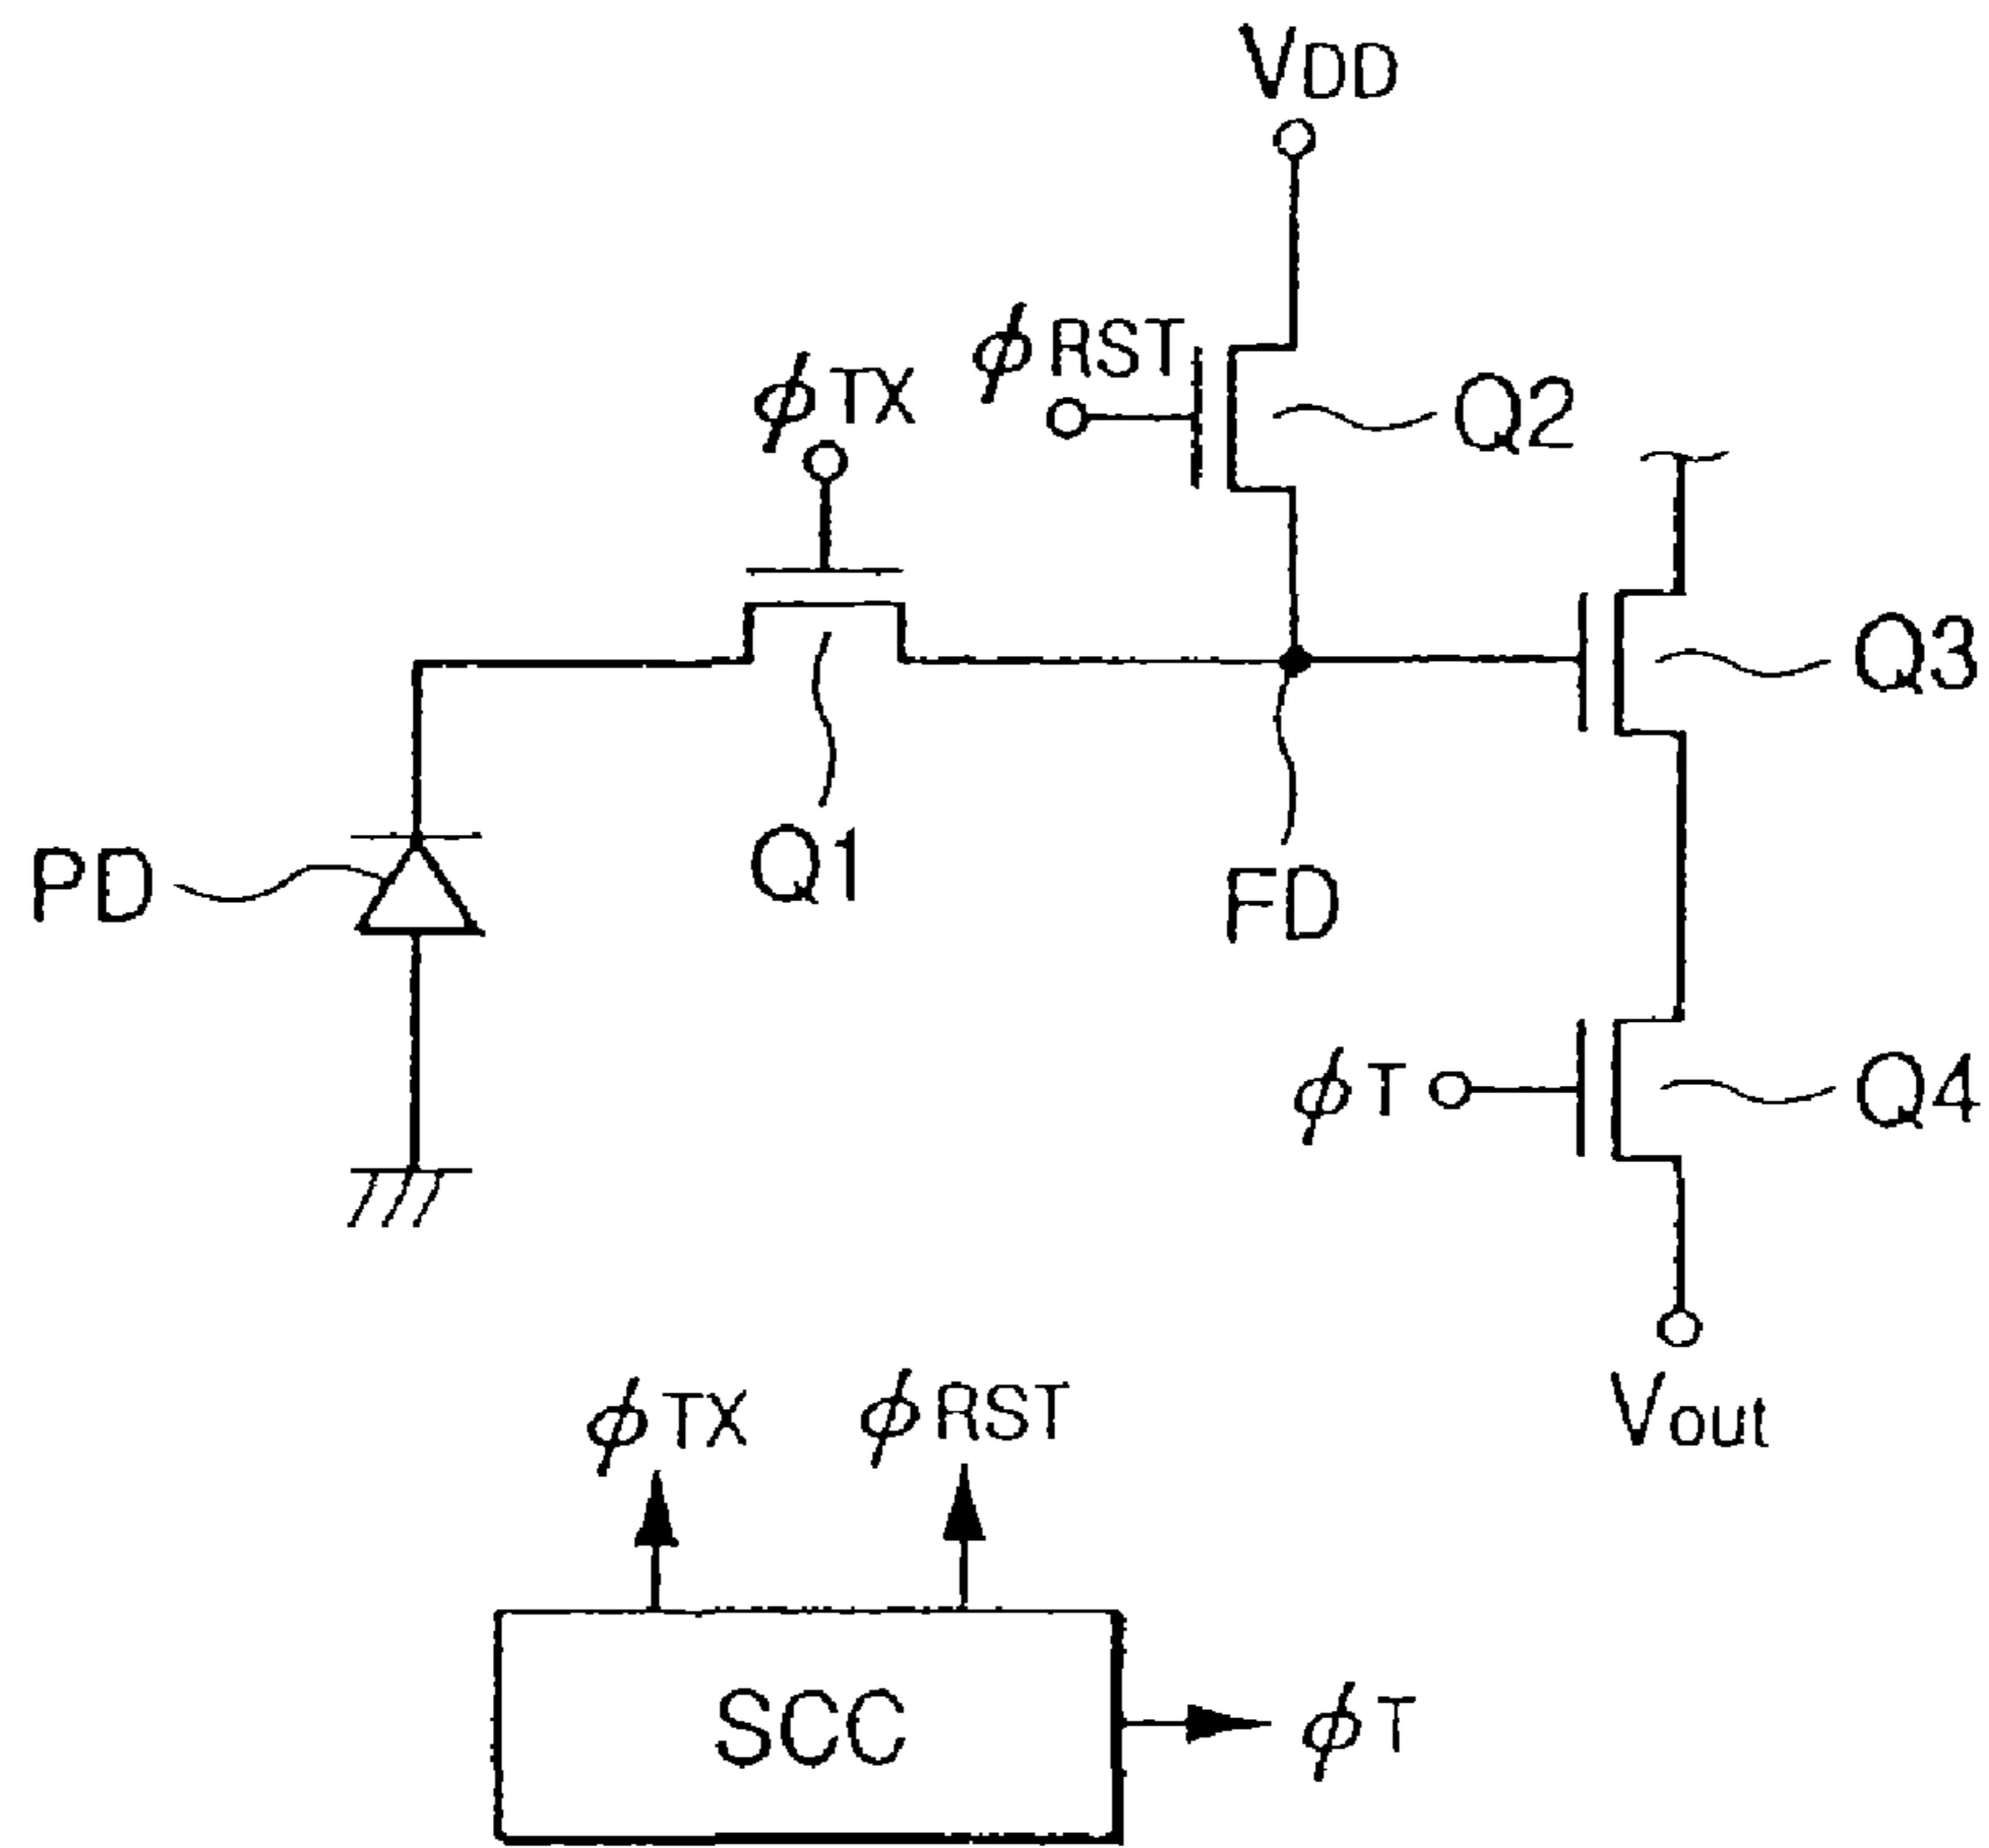 VDD
ϕRST
ϕTX
Q2
Q3
PD
Q1
FD
ϕT
Q4
Vout
ϕTX
ϕRST
SCC
ϕT